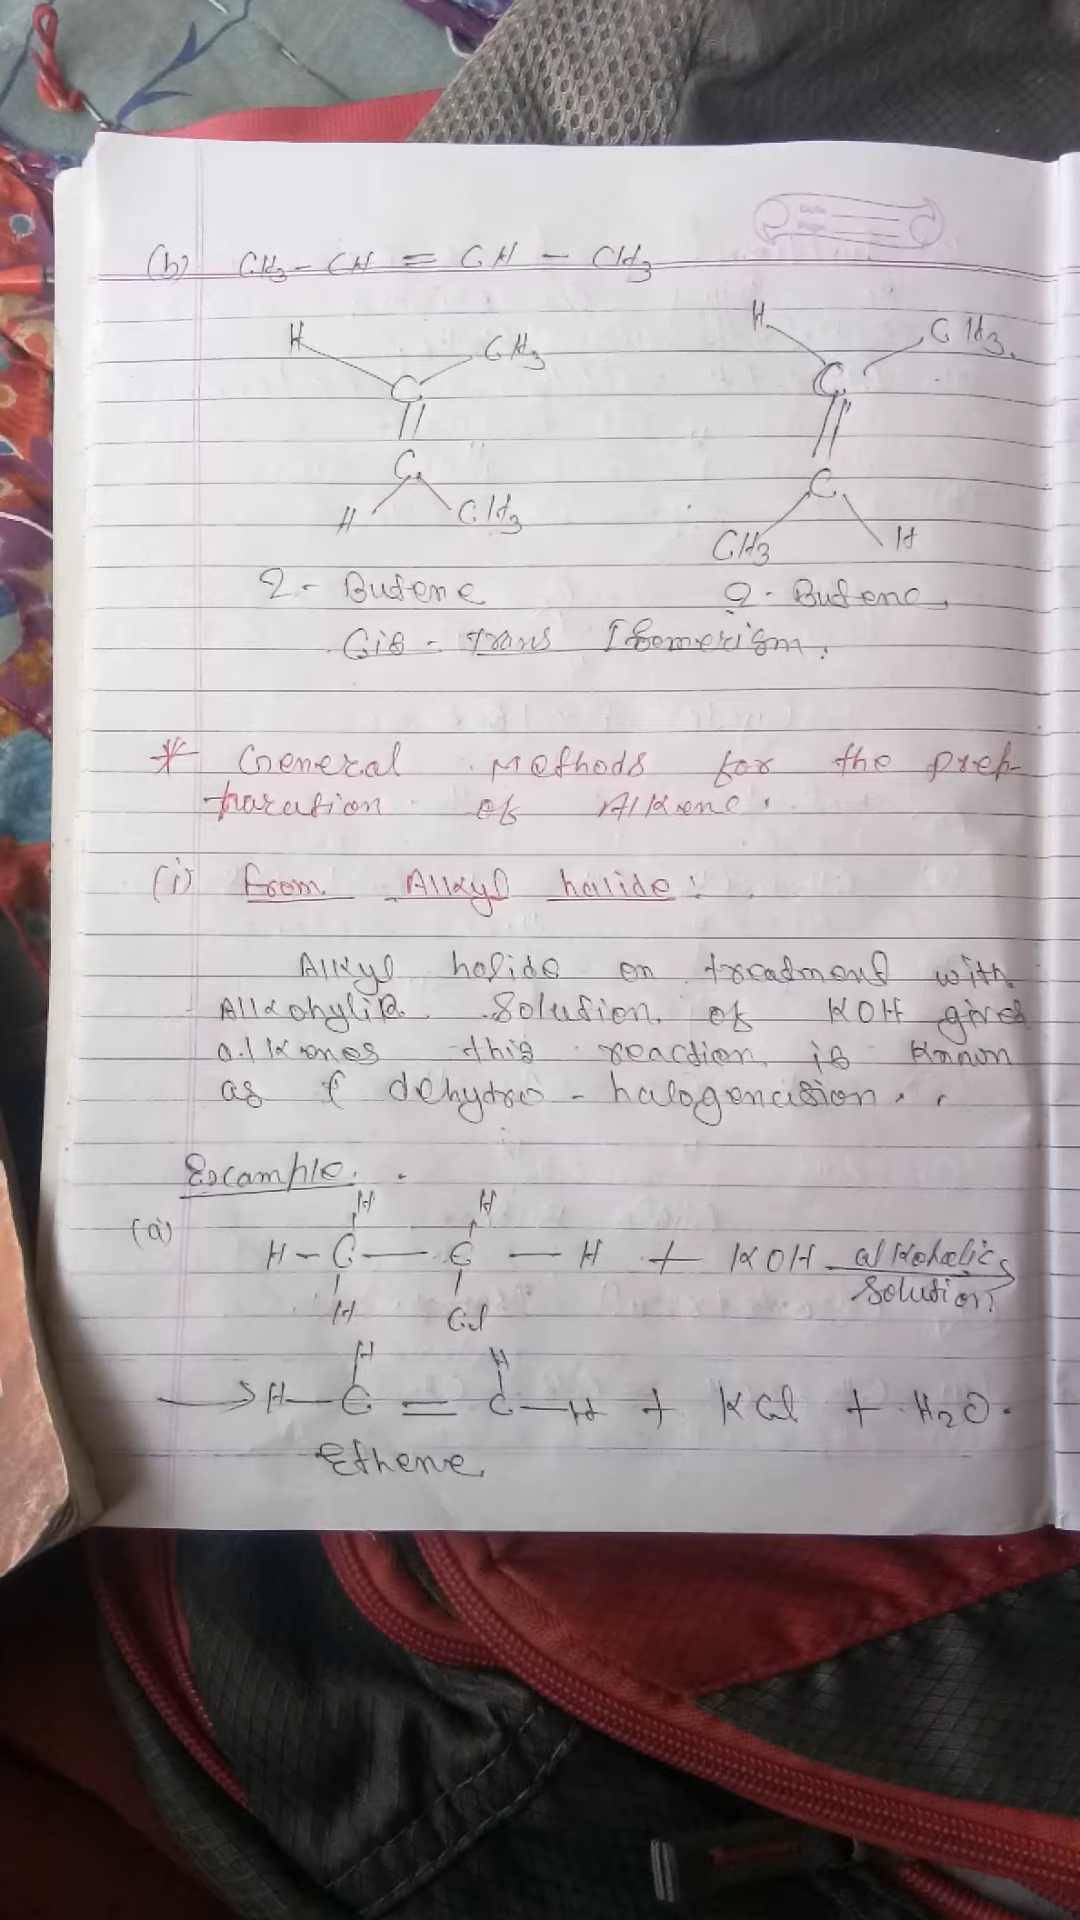 (b) CH3 - CH = CH - CH3
H CH3 H CH3
C C
|| ||
C C
H CH3 CH3 H
2 - Butene 2 - Butene
Cis - trans Isomerism.
* General Methods for the prep-
paration of Alkene.
(i) from Alkyl halide :
Alkyl halide on treatment with
Alkohylic solution of KOH gives
alkenes this reaction is known
as dehydro - halogenation.
Example.
H H
(a) H - C — C — H + KOH alkoholic
H Cl solution
H H
→ H - C = C - H + KCl + H2O.
Ethene